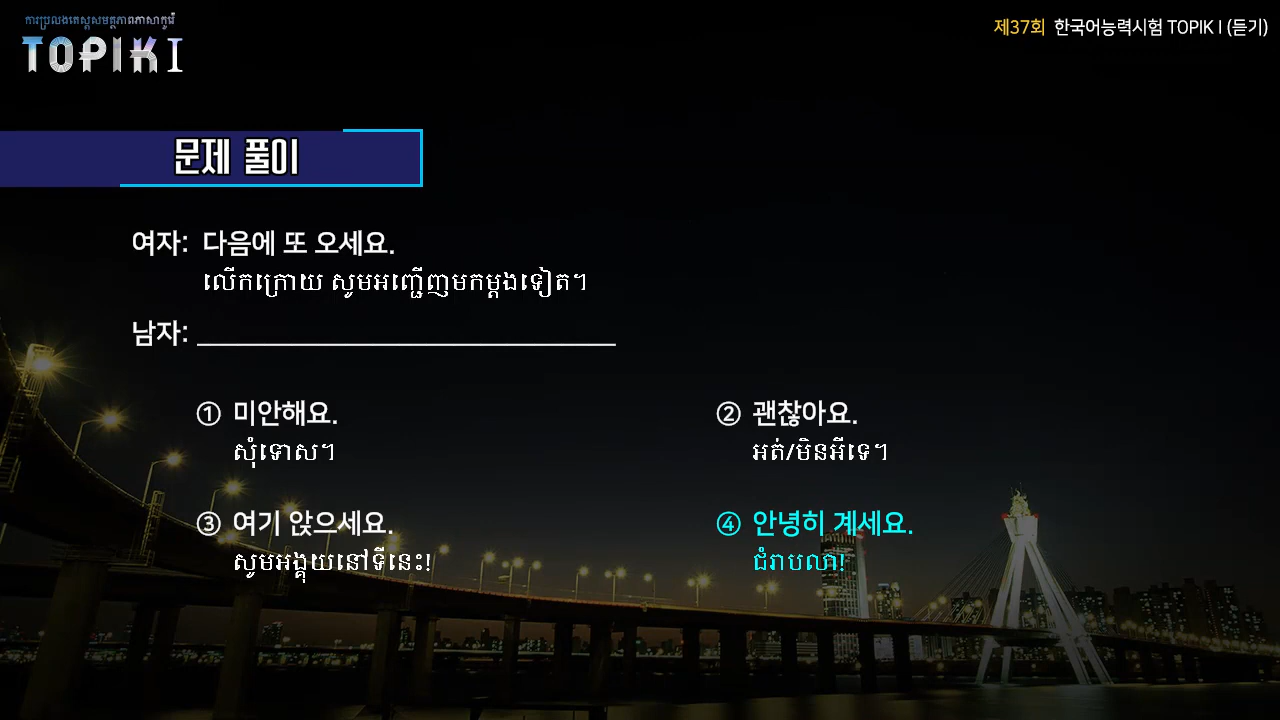 ការប្រលងតេស្តសមត្ថភាពភាសាកូរ៉េ
TOPIK I
제37회 한국어능력시험 TOPIK I (듣기)
문제 풀이
여자: 다음에 또 오세요.
លើកក្រោយ សូមអញ្ជើញមកម្ដងទៀត។
남자: ______________________________
① 미안해요.
សុំទោស។
② 괜찮아요.
អត់/មិនអីទេ។
③ 여기 앉으세요.
សូមអង្គុយនៅទីនេះ!
④ 안녕히 계세요.
ជំរាបលា!